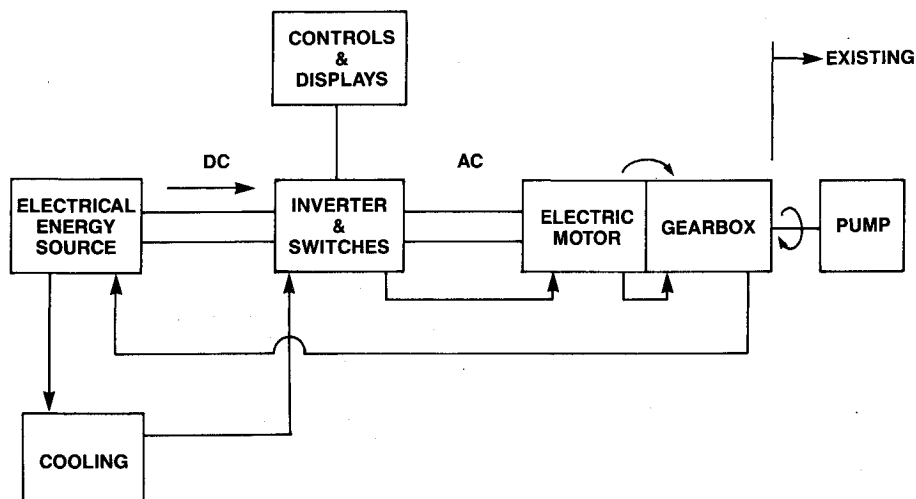 CONTROLS
&
DISPLAYS
EXISTING
DC
AC
ELECTRICAL
ENERGY
SOURCE
INVERTER
&
SWITCHES
ELECTRIC
MOTOR
GEARBOX
PUMP
COOLING